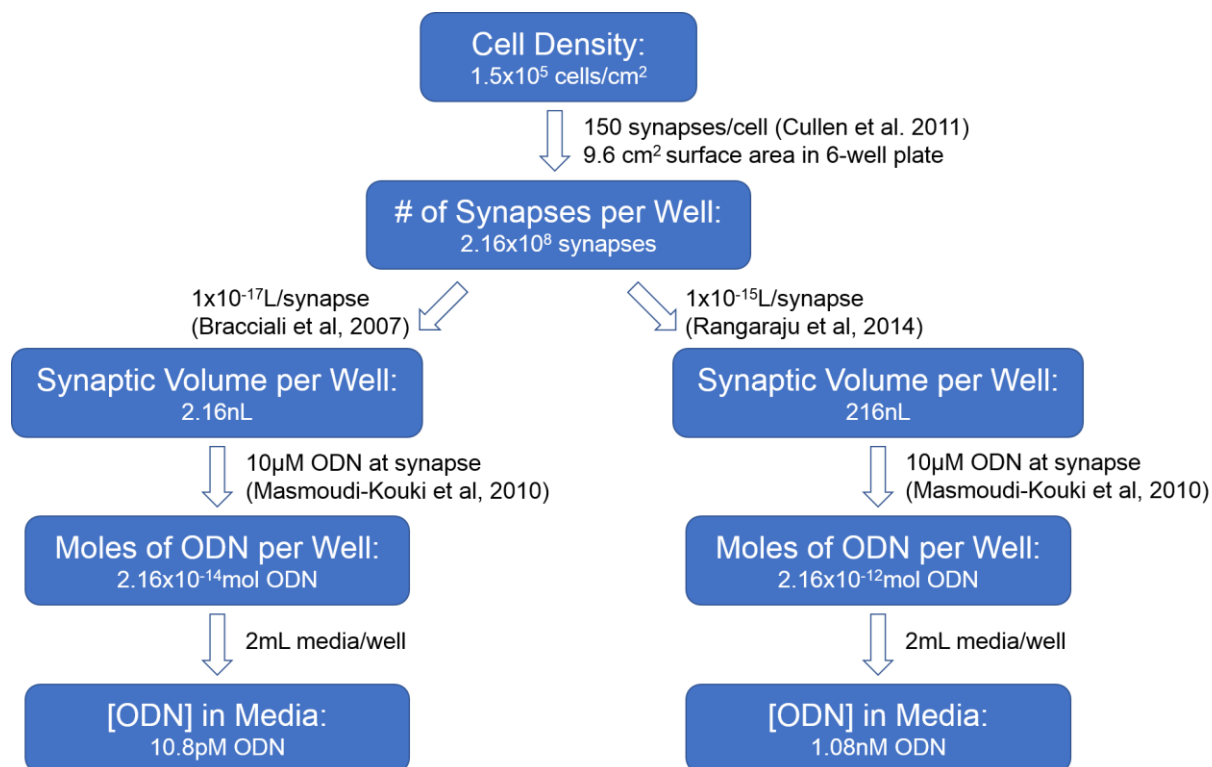 Cell Density:
1.5x10⁵ cells/cm²
150 synapses/cell (Cullen et al. 2011)
9.6 cm² surface area in 6-well plate
# of Synapses per Well:
2.16x10⁸ synapses
1x10⁻¹⁷L/synapse
(Bracciali et al, 2007)
1x10⁻¹⁵L/synapse
(Rangaraju et al, 2014)
Synaptic Volume per Well:
2.16nL
Synaptic Volume per Well:
216nL
10µM ODN at synapse
(Masmoudi-Kouki et al, 2010)
10µM ODN at synapse
(Masmoudi-Kouki et al, 2010)
Moles of ODN per Well:
2.16x10⁻¹⁴mol ODN
Moles of ODN per Well:
2.16x10⁻¹²mol ODN
2mL media/well
2mL media/well
[ODN] in Media:
10.8pM ODN
[ODN] in Media:
1.08nM ODN